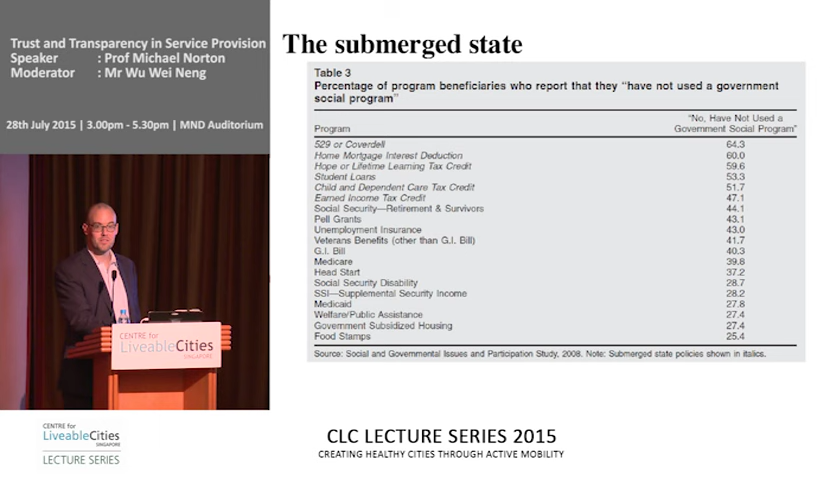 Trust and Transparency in Service Provision
Speaker : Prof Michael Norton
Moderator : Mr Wu Wei Neng
28th July 2015 | 3.00pm - 5.30pm | MND Auditorium
The submerged state
Table 3
Percentage of program beneficiaries who report that they "have not used a government
social program"
"No, Have Not Used a
Program Government Social Program"
529 or Coverdell 64.3
Home Mortgage Interest Deduction 60.0
Hope or Lifetime Learning Tax Credit 59.6
Student Loans 53.3
Child and Dependent Care Tax Credit 51.7
Earned Income Tax Credit 47.1
Social Security—Retirement & Survivors 44.1
Pell Grants 43.1
Unemployment Insurance 43.0
Veterans Benefits (other than G.I. Bill) 41.7
G.I. Bill 40.3
Medicare 39.8
Head Start 37.2
Social Security Disability 28.7
SSI—Supplemental Security Income 28.2
Medicaid 27.8
Welfare/Public Assistance 27.4
Government Subsidized Housing 27.4
Food Stamps 25.4
Source: Social and Governmental Issues and Participation Study, 2008. Note: Submerged state policies shown in italics.
CENTRE for
LiveableCities
SINGAPORE
CENTRE for
LiveableCities
SINGAPORE
LECTURE SERIES
CLC LECTURE SERIES 2015
CREATING HEALTHY CITIES THROUGH ACTIVE MOBILITY